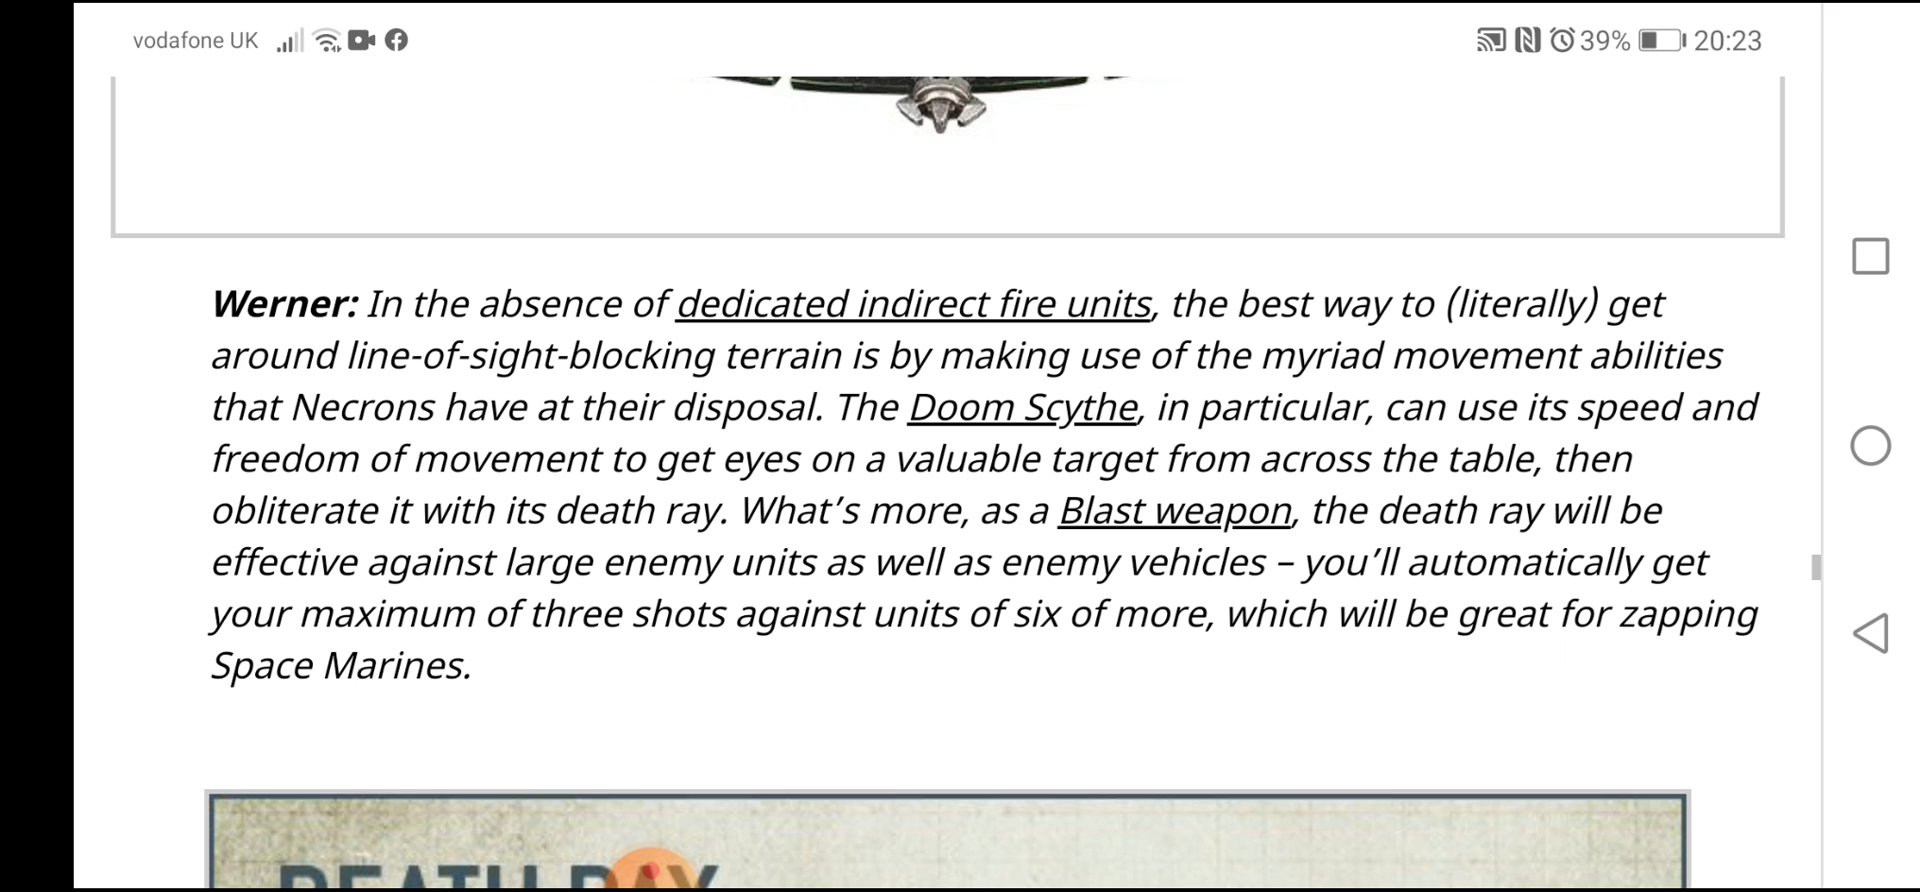 vodafone UK
39% 20:23
Werner: In the absence of dedicated indirect fire units, the best way to (literally) get
around line-of-sight-blocking terrain is by making use of the myriad movement abilities
that Necrons have at their disposal. The Doom Scythe, in particular, can use its speed and
freedom of movement to get eyes on a valuable target from across the table, then
obliterate it with its death ray. What’s more, as a Blast weapon, the death ray will be
effective against large enemy units as well as enemy vehicles – you’ll automatically get
your maximum of three shots against units of six of more, which will be great for zapping
Space Marines.
DEATH RAY